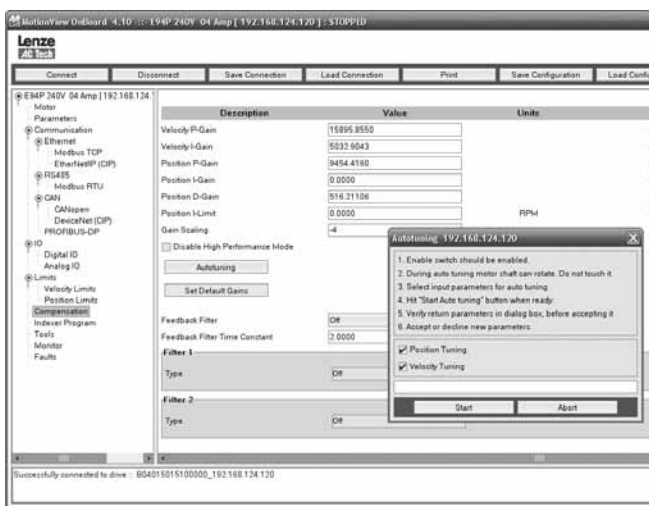 MotionView OnBoard 4.10 -::- E94P 240V 04 Amp [ 192.168.124.120 ] : STOPPED
Lenze
AC Tech
Connect Disconnect Save Connection Load Connection Print Save Configuration Load Confi
E94P 240V 04 Amp [192.168.124.1
Motor
Parameters
Communication
Ethernet
Modbus TCP
EtherNet/IP (CIP)
RS485
Modbus RTU
CAN
CANopen
DeviceNet (CIP)
PROFIBUS-DP
IO
Digital IO
Analog IO
Limits
Velocity Limits
Position Limits
Compensation
Indexer Program
Tools
Monitor
Faults
Description Value Units
Velocity P-Gain 15895.8550
Velocity I-Gain 5032.9043
Position P-Gain 9454.4160
Position I-Gain 0.0000
Position D-Gain 516.21106
Position I-Limit 0.0000 RPM
Gain Scaling -4
Disable High Performance Mode
Autotuning
Set Default Gains
Feedback Filter Off
Feedback Filter Time Constant 2.0000
Filter 1
Type Off
Filter 2
Type Off
Autotuning 192.168.124.120 X
1. Enable switch should be enabled.
2. During auto tuning motor shaft can rotate. Do not touch it.
3. Select input parameters for auto tuning.
4. Hit "Start Auto tuning" button when ready.
5. Verify return parameters in dialog box, before accepting it
6. Accept or decline new parameters.
Position Tuning
Velocity Tuning
Start Abort
Successfully connected to drive : B04015015100000_192.168.124.120